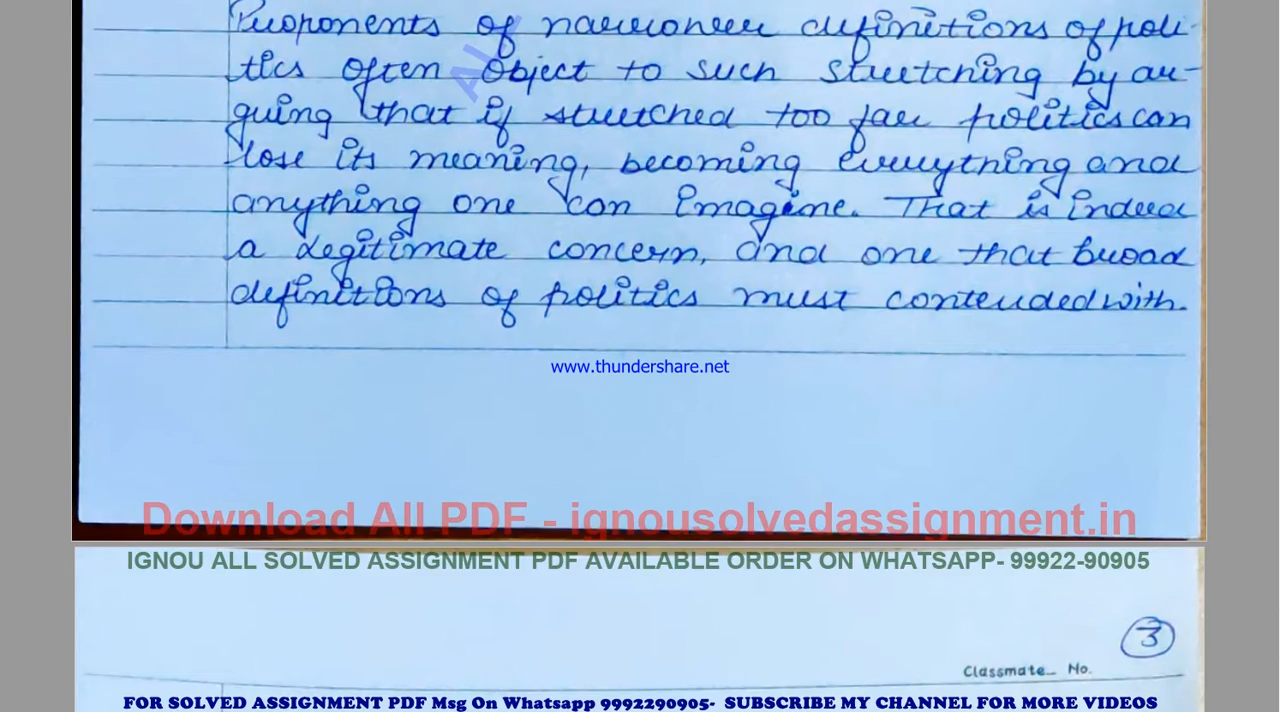 Proponents of narrower definitions of poli-
tics often object to such stretching by ar-
guing that if stretched too far politics can
lose its meaning, becoming everything and
anything one can imagine. That is indeed
a legitimate concern, and one that broad
definitions of politics must contended with.
www.thundershare.net
Download All PDF - ignousolvedassignment.in
IGNOU ALL SOLVED ASSIGNMENT PDF AVAILABLE ORDER ON WHATSAPP- 99922-90905
3
Classmate No.
FOR SOLVED ASSIGNMENT PDF Msg On Whatsapp 9992290905- SUBSCRIBE MY CHANNEL FOR MORE VIDEOS